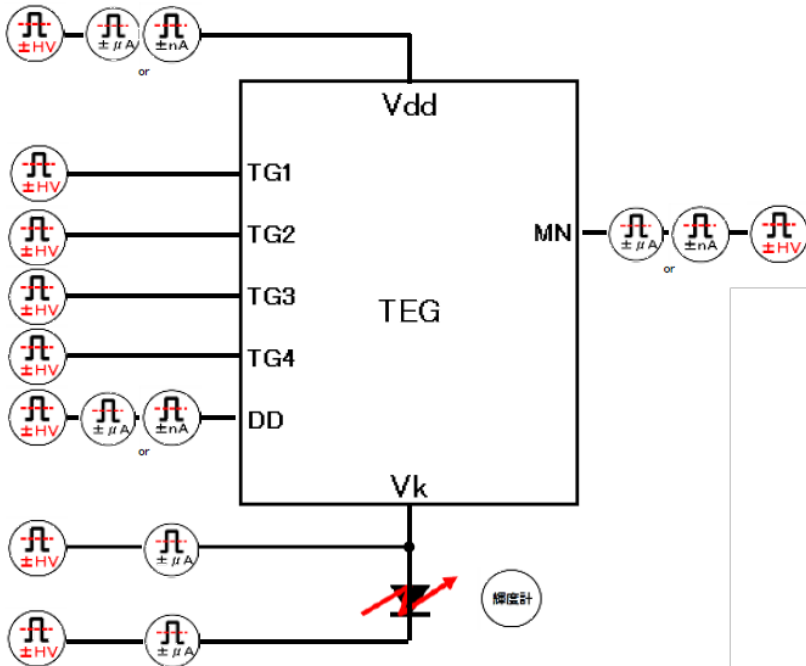 ±HV ±μA ±nA
or
Vdd
±HV TG1
±HV TG2
MN ±μA ±nA ±HV
or
±HV TG3
TEG
±HV TG4
±HV ±μA ±nA DD
or
Vk
±HV ±μA
輝度計
±HV ±μA